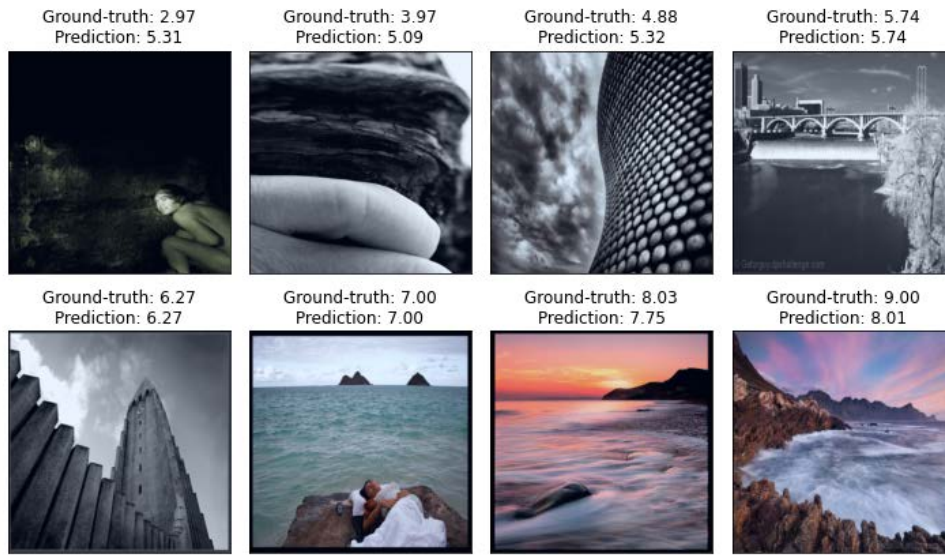 Ground-truth: 2.97
Prediction: 5.31
Ground-truth: 3.97
Prediction: 5.09
Ground-truth: 4.88
Prediction: 5.32
Ground-truth: 5.74
Prediction: 5.74
Ground-truth: 6.27
Prediction: 6.27
Ground-truth: 7.00
Prediction: 7.00
Ground-truth: 8.03
Prediction: 7.75
Ground-truth: 9.00
Prediction: 8.01